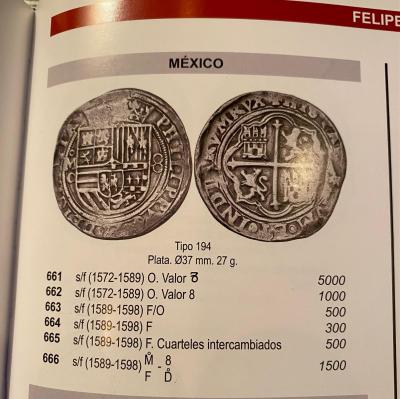 FELIPE
MÉXICO
Tipo 194
Plata. Ø37 mm. 27 g.
661 s/f (1572-1589) O. Valor 8 5000
662 s/f (1572-1589) O. Valor 8 1000
663 s/f (1589-1598) F/O 500
664 s/f (1589-1598) F 300
665 s/f (1589-1598) F. Cuarteles intercambiados 500
666 s/f (1589-1598) M̊ - 8 1500
F D̊